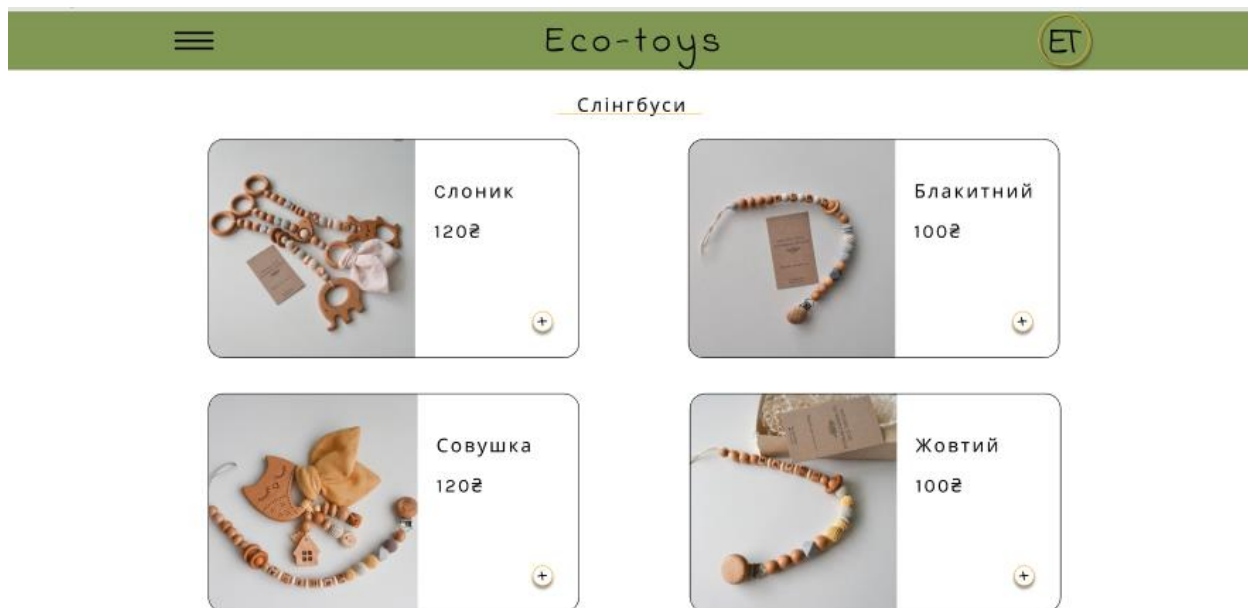 Eco-toys
ET
Слінгбуси
Слоник
120₴
+
Блакитний
100₴
+
Совушка
120₴
+
Жовтий
100₴
+